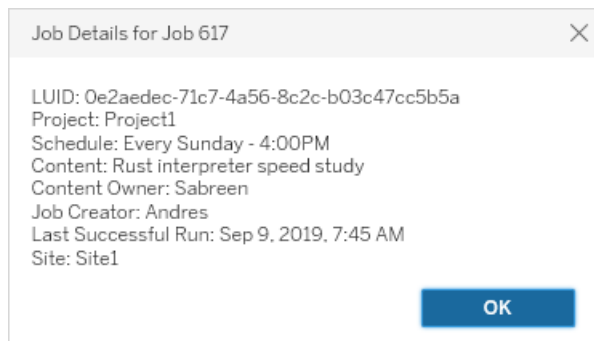 Job Details for Job 617
LUID: 0e2aedec-71c7-4a56-8c2c-b03c47cc5b5a
Project: Project1
Schedule: Every Sunday - 4:00PM
Content: Rust interpreter speed study
Content Owner: Sabreen
Job Creator: Andres
Last Successful Run: Sep 9, 2019, 7:45 AM
Site: Site1
OK